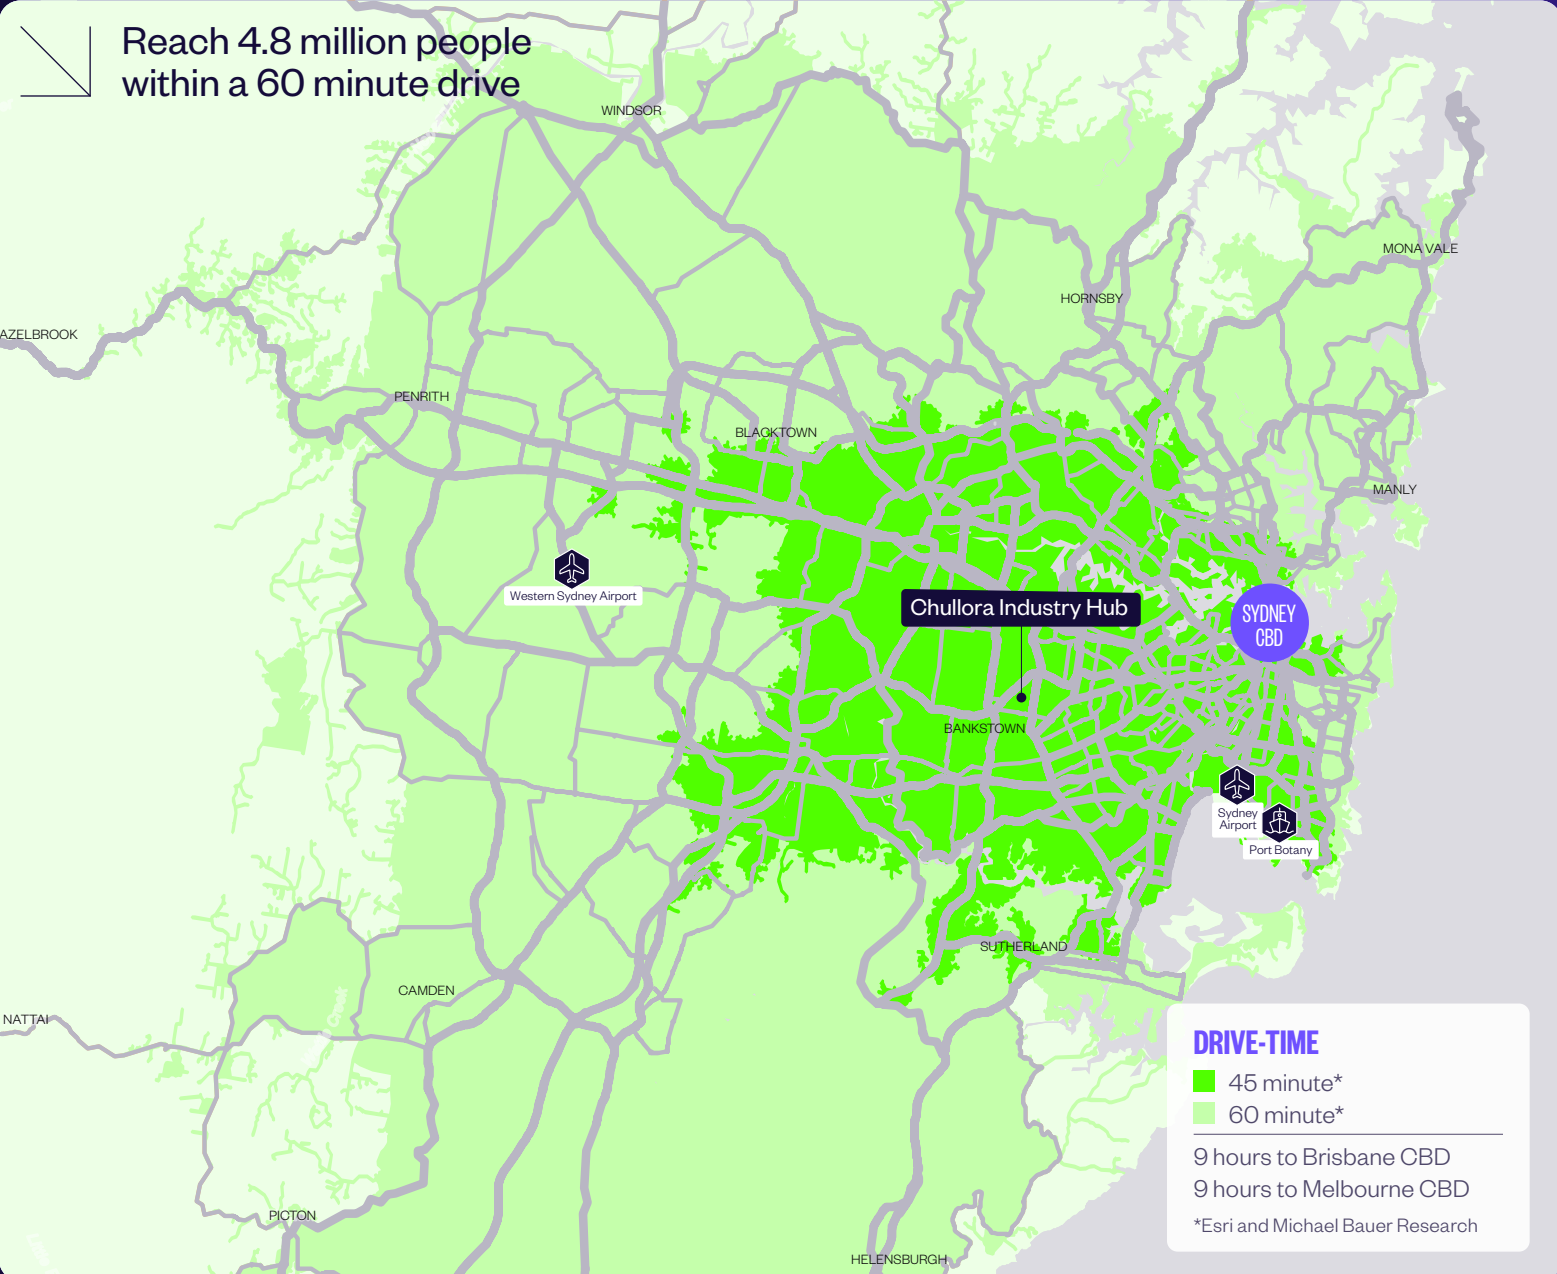 Reach 4.8 million people
within a 60 minute drive
WINDSOR
MONA VALE
HORNSBY
AZELBROOK
PENRITH
BLACKTOWN
MANLY
Western Sydney Airport
Chullora Industry Hub
SYDNEY
CBD
BANKSTOWN
Sydney
Airport
Port Botany
SUTHERLAND
CAMDEN
NATTAI
PICTON
HELENSBURGH
DRIVE-TIME
45 minute*
60 minute*
9 hours to Brisbane CBD
9 hours to Melbourne CBD
*Esri and Michael Bauer Research